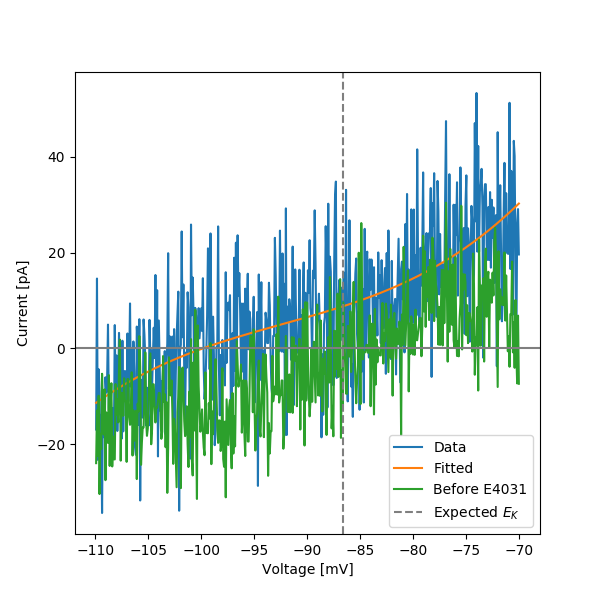 40
20
0
−20
Current [pA]
Data
Fitted
Before E4031
Expected E_K
−110 −105 −100 −95 −90 −85 −80 −75 −70
Voltage [mV]